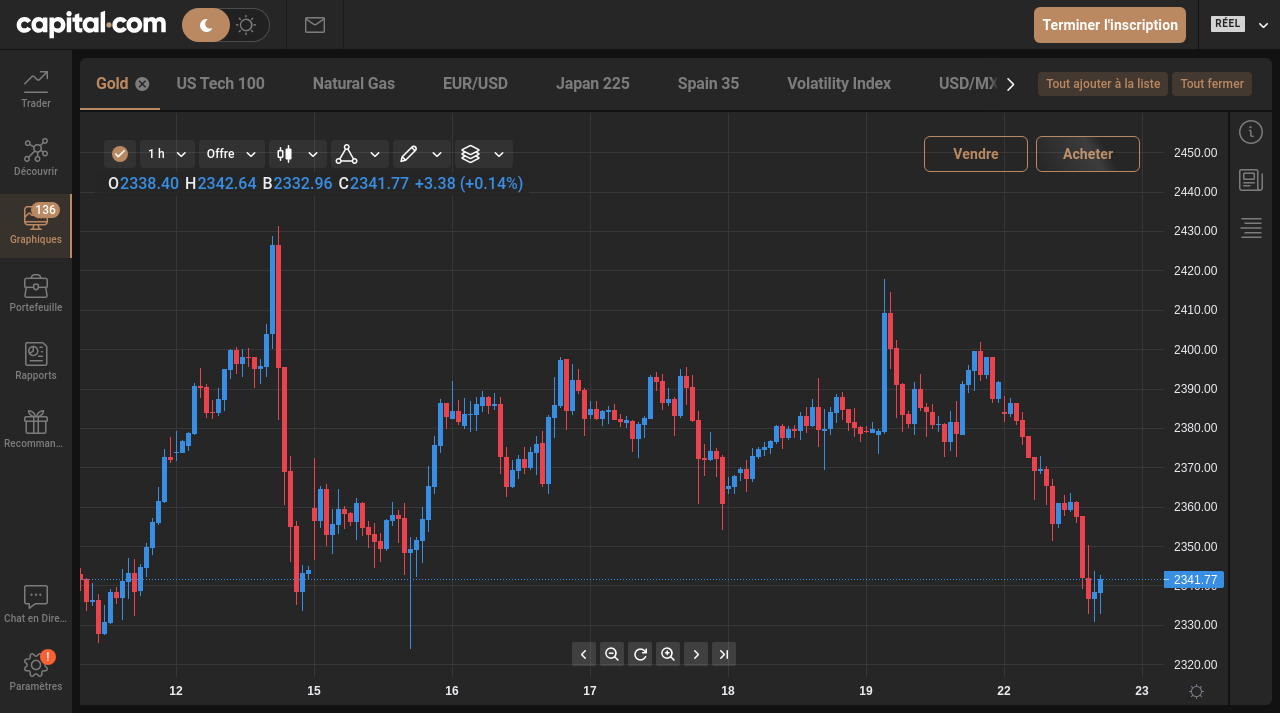 capital.com
Terminer l'inscription
RÉEL
Trader
Découvrir
136
Graphiques
Portefeuille
Rapports
Recomman...
Chat en Dire...
!
Paramètres
Gold US Tech 100 Natural Gas EUR/USD Japan 225 Spain 35 Volatility Index USD/MX
Tout ajouter à la liste Tout fermer
1 h Offre
Vendre Acheter
O2338.40 H2342.64 B2332.96 C2341.77 +3.38 (+0.14%)
2450.00
2440.00
2430.00
2420.00
2410.00
2400.00
2390.00
2380.00
2370.00
2360.00
2350.00
2341.77
2330.00
2320.00
12 15 16 17 18 19 22 23